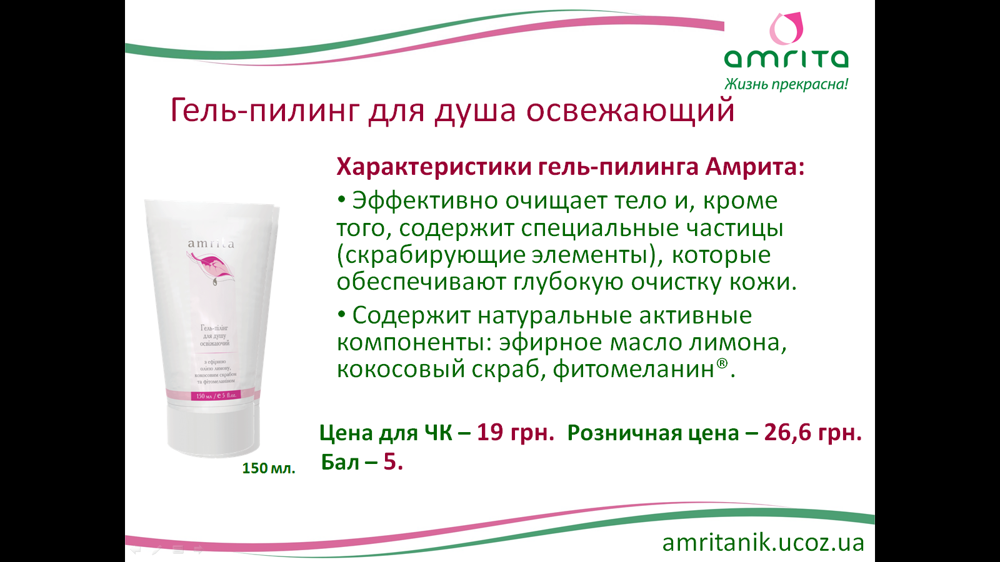 amrita
Жизнь прекрасна!
Гель-пилинг для душа освежающий
Характеристики гель-пилинга Амрита:
• Эффективно очищает тело и, кроме
того, содержит специальные частицы
(скрабирующие элементы), которые
обеспечивают глубокую очистку кожи.
• Содержит натуральные активные
компоненты: эфирное масло лимона,
кокосовый скраб, фитомеланин®.
amrita
Гель-пілінг
для душу
освіжаючий
з ефірною
олією лимону,
кокосовим скрабом
та фітомеланіном
150 мл / e 5 fl.oz.
150 мл.
Цена для ЧК – 19 грн. Розничная цена – 26,6 грн.
Бал – 5.
amritanik.ucoz.ua